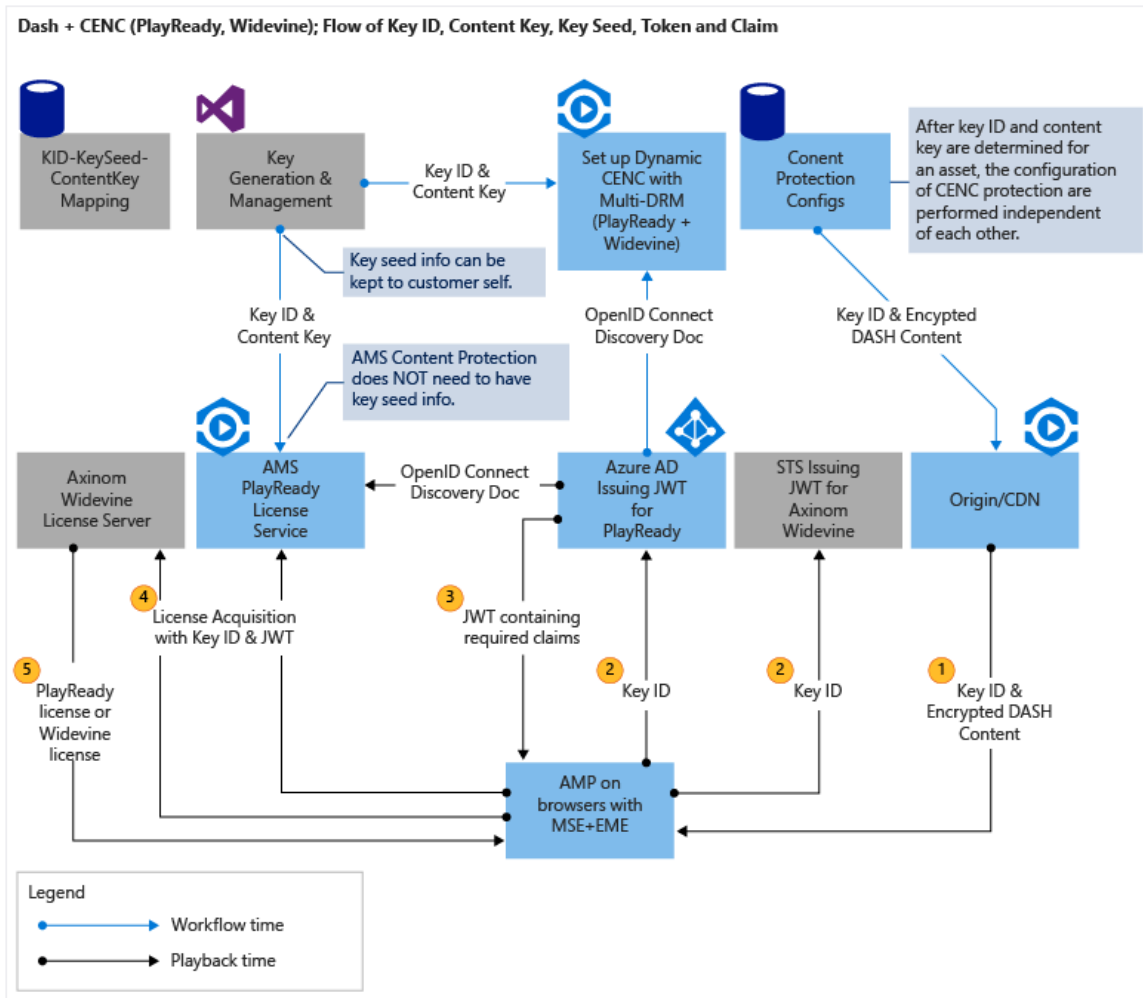 Dash + CENC (PlayReady, Widevine); Flow of Key ID, Content Key, Key Seed, Token and Claim
KID-KeySeed-
ContentKey
Mapping
Key
Generation &
Management
Key ID &
Content Key
Set up Dynamic
CENC with
Multi-DRM
(PlayReady +
Widevine)
Conent
Protection
Configs
After key ID and content
key are determined for
an asset, the configuration
of CENC protection are
performed independent
of each other.
Key seed info can be
kept to customer self.
Key ID &
Content Key
OpenID Connect
Discovery Doc
Key ID & Encrypted
DASH Content
AMS Content Protection
does NOT need to have
key seed info.
Axinom
Widevine
License Server
AMS
PlayReady
License
Service
OpenID Connect
Discovery Doc
Azure AD
Issuing JWT
for
PlayReady
STS Issuing
JWT for
Axinom
Widevine
Origin/CDN
4
License Acquisition
with Key ID & JWT
3
JWT containing
required claims
5
PlayReady
license or
Widevine
license
2
Key ID
2
Key ID
1
Key ID &
Encrypted DASH
Content
AMP on
browsers with
MSE+EME
Legend
Workflow time
Playback time